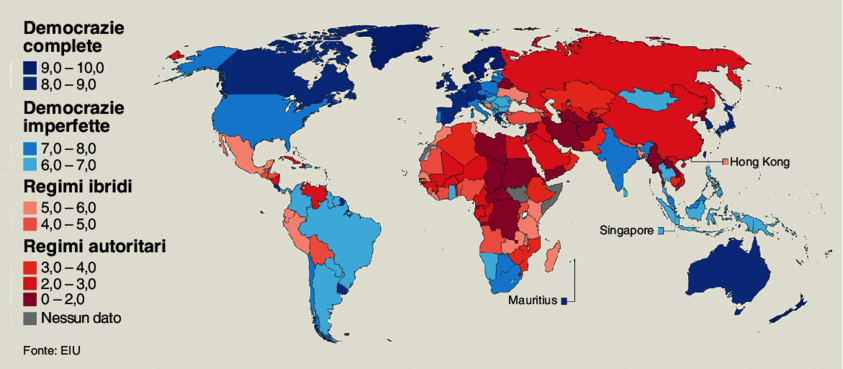 Democrazie
complete
9,0 – 10,0
8,0 – 9,0
Democrazie
imperfette
7,0 – 8,0
6,0 – 7,0
Regimi ibridi
5,0 – 6,0
4,0 – 5,0
Regimi autoritari
3,0 – 4,0
2,0 – 3,0
0 – 2,0
Nessun dato
Fonte: EIU
Hong Kong
Singapore
Mauritius